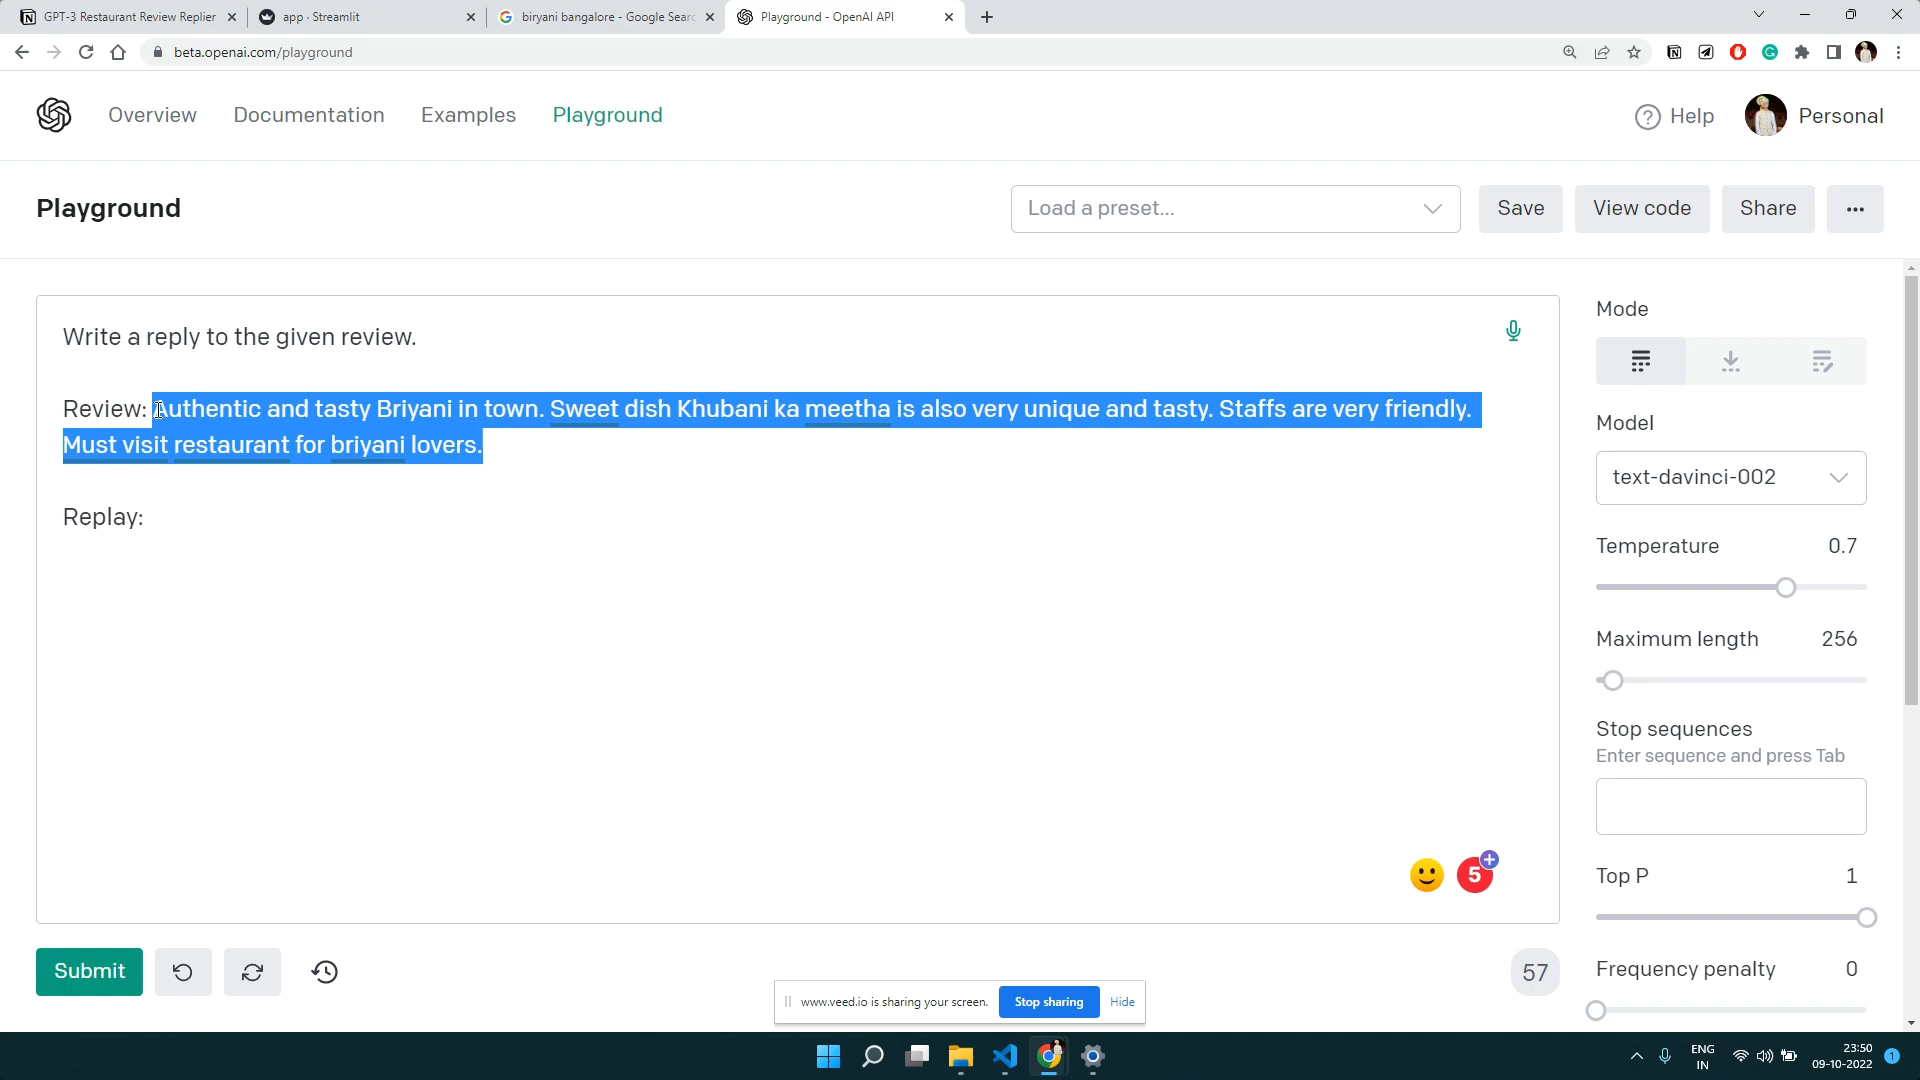 GPT-3 Restaurant Review Replier
app · Streamlit
biryani bangalore - Google Searc
Playground - OpenAI API
beta.openai.com/playground
Overview
Documentation
Examples
Playground
Help
Personal
Playground
Load a preset...
Save
View code
Share
Write a reply to the given review.
Review: Authentic and tasty Briyani in town. Sweet dish Khubani ka meetha is also very unique and tasty. Staffs are very friendly.
Must visit restaurant for briyani lovers.
Replay:
Mode
Model
text-davinci-002
Temperature 0.7
Maximum length 256
Stop sequences
Enter sequence and press Tab
Top P 1
Frequency penalty 0
5
Submit
57
www.veed.io is sharing your screen. Stop sharing Hide
ENG
IN
23:50
09-10-2022
1